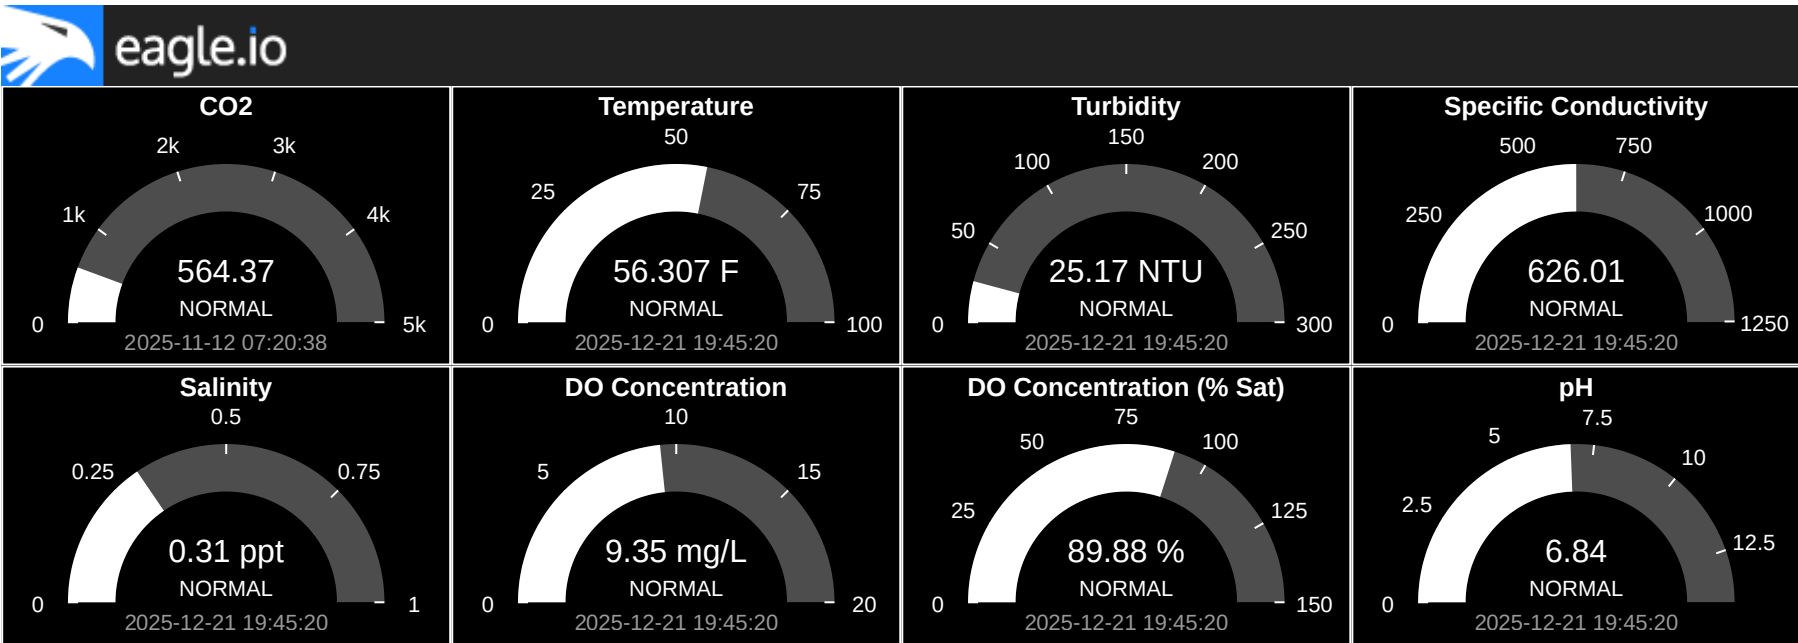 eagle.io
CO2
0
1k
2k
3k
4k
5k
564.37
NORMAL
2025-11-12 07:20:38
Temperature
0
25
50
75
100
56.307 F
NORMAL
2025-12-21 19:45:20
Turbidity
0
50
100
150
200
250
300
25.17 NTU
NORMAL
2025-12-21 19:45:20
Specific Conductivity
0
250
500
750
1000
1250
626.01
NORMAL
2025-12-21 19:45:20
Salinity
0
0.25
0.5
0.75
1
0.31 ppt
NORMAL
2025-12-21 19:45:20
DO Concentration
0
5
10
15
20
9.35 mg/L
NORMAL
2025-12-21 19:45:20
DO Concentration (% Sat)
0
25
50
75
100
125
150
89.88 %
NORMAL
2025-12-21 19:45:20
pH
0
2.5
5
7.5
10
12.5
6.84
NORMAL
2025-12-21 19:45:20